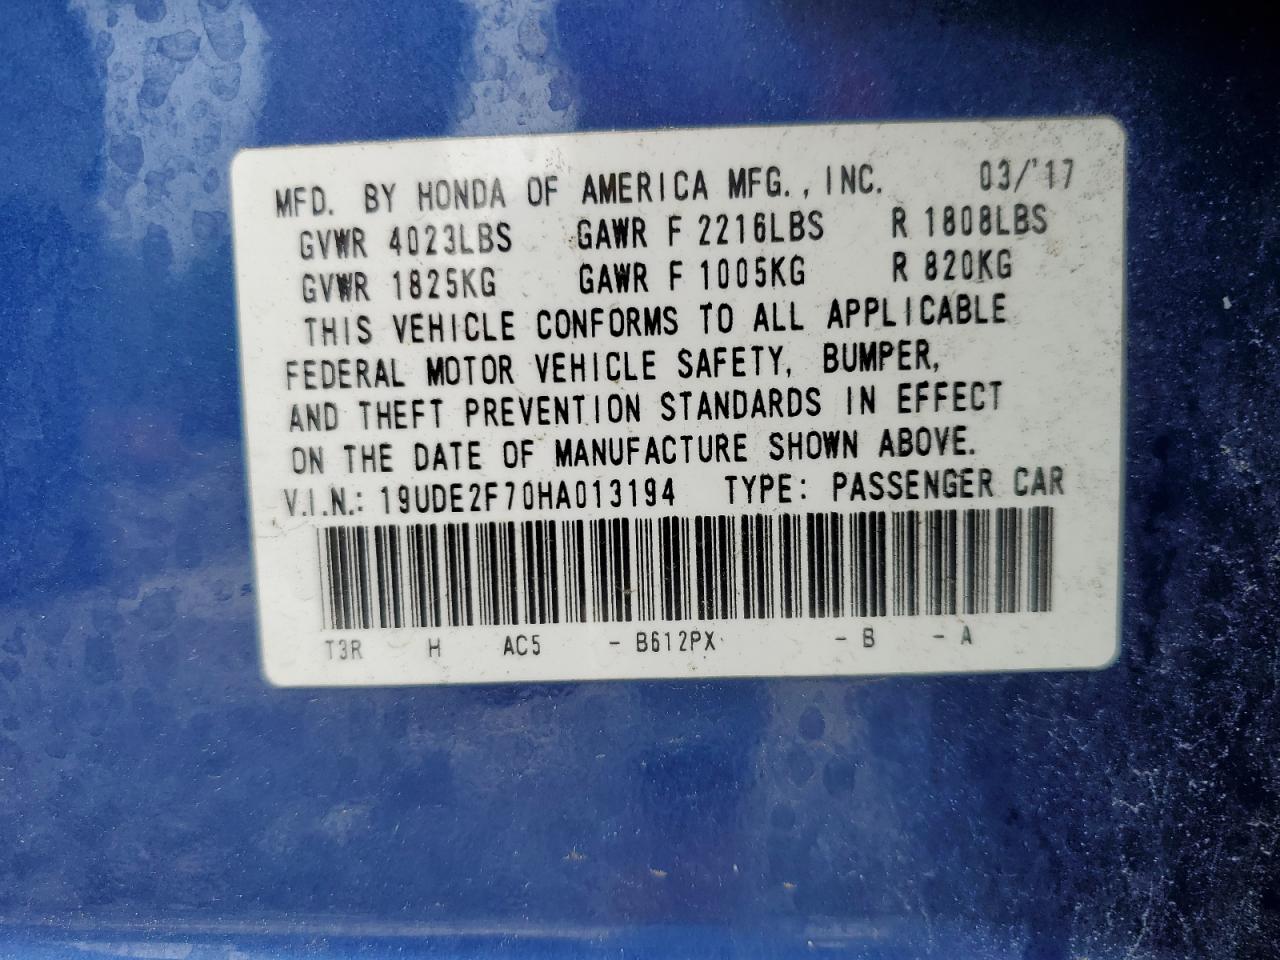 MFD. BY HONDA OF AMERICA MFG., INC. 03/'17
GVWR 4023LBS GAWR F 2216LBS R 1808LBS
GVWR 1825KG GAWR F 1005KG R 820KG
THIS VEHICLE CONFORMS TO ALL APPLICABLE
FEDERAL MOTOR VEHICLE SAFETY, BUMPER,
AND THEFT PREVENTION STANDARDS IN EFFECT
ON THE DATE OF MANUFACTURE SHOWN ABOVE.
V.I.N.: 19UDE2F70HA013194 TYPE: PASSENGER CAR
T3R H AC5 - B612PX - B - A